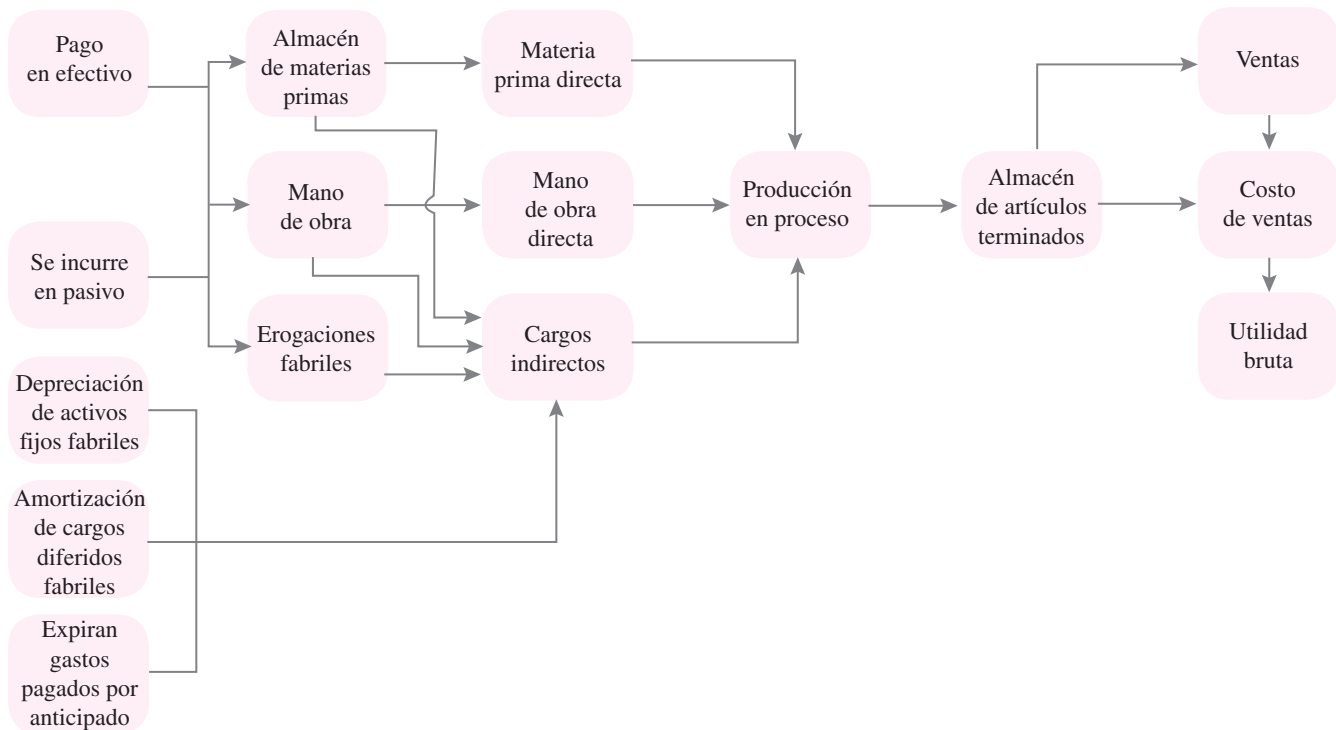 Pago
en efectivo
Almacén
de materias
primas
Materia
prima directa
Ventas
Mano
de obra
Mano
de obra
directa
Producción
en proceso
Almacén
de artículos
terminados
Costo
de ventas
Se incurre
en pasivo
Erogaciones
fabriles
Cargos
indirectos
Utilidad
bruta
Depreciación
de activos
fijos fabriles
Amortización
de cargos
diferidos
fabriles
Expiran
gastos
pagados por
anticipado